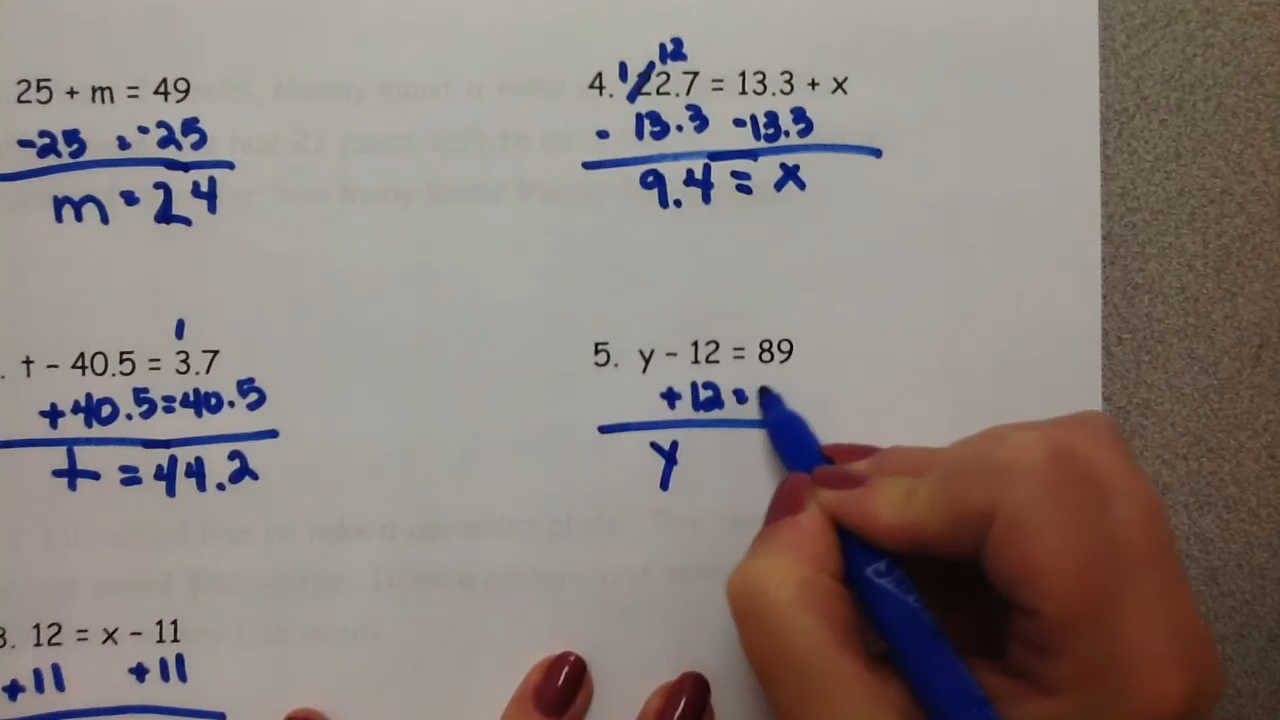 25 + m = 49
-25 = -25
m = 24
. t - 40.5 = 3.7
1
+40.5 = 40.5
t = 44.2
3. 12 = x - 11
+11 +11
12
4. 1 22.7 = 13.3 + x
- 13.3 -13.3
9.4 = x
5. y - 12 = 89
+12 =
y